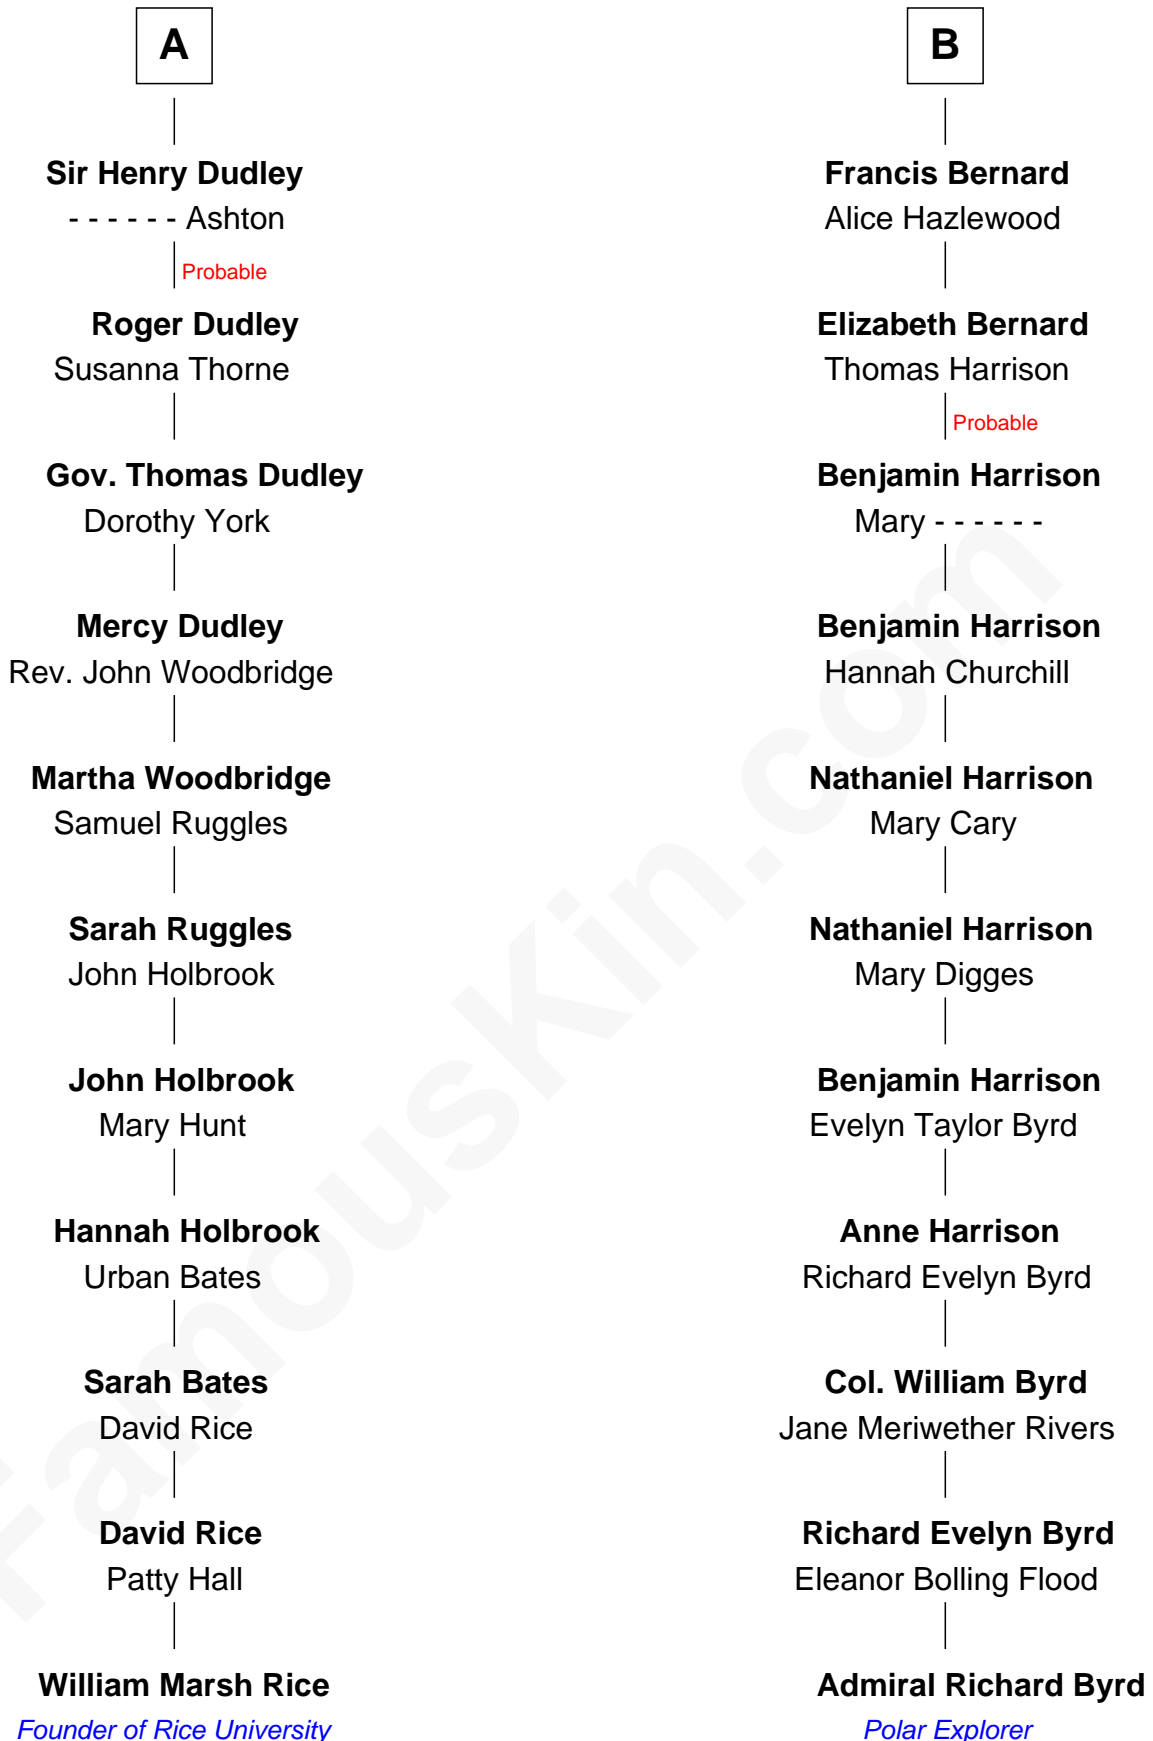 A
Sir Henry Dudley
- - - - - - Ashton
Probable
Roger Dudley
Susanna Thorne
Gov. Thomas Dudley
Dorothy York
Mercy Dudley
Rev. John Woodbridge
Martha Woodbridge
Samuel Ruggles
Sarah Ruggles
John Holbrook
John Holbrook
Mary Hunt
Hannah Holbrook
Urban Bates
Sarah Bates
David Rice
David Rice
Patty Hall
William Marsh Rice
Founder of Rice University
B
Francis Bernard
Alice Hazlewood
Elizabeth Bernard
Thomas Harrison
Probable
Benjamin Harrison
Mary - - - - - -
Benjamin Harrison
Hannah Churchill
Nathaniel Harrison
Mary Cary
Nathaniel Harrison
Mary Digges
Benjamin Harrison
Evelyn Taylor Byrd
Anne Harrison
Richard Evelyn Byrd
Col. William Byrd
Jane Meriwether Rivers
Richard Evelyn Byrd
Eleanor Bolling Flood
Admiral Richard Byrd
Polar Explorer
FamousKin.com